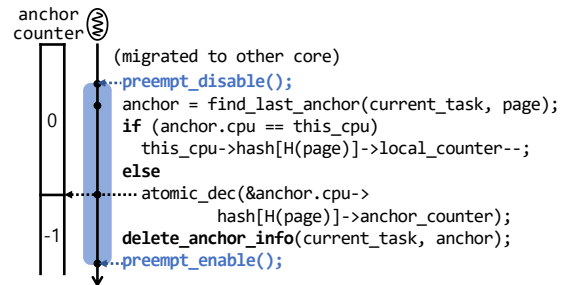 anchor
counter
(migrated to other core)
preempt_disable();
anchor = find_last_anchor(current_task, page);
0
if (anchor.cpu == this_cpu)
this_cpu->hash[H(page)]->local_counter--;
else
atomic_dec(&anchor.cpu->
hash[H(page)]->anchor_counter);
-1
delete_anchor_info(current_task, anchor);
preempt_enable();